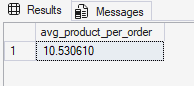 Results Messages
avg_product_per_order
1 10.530610